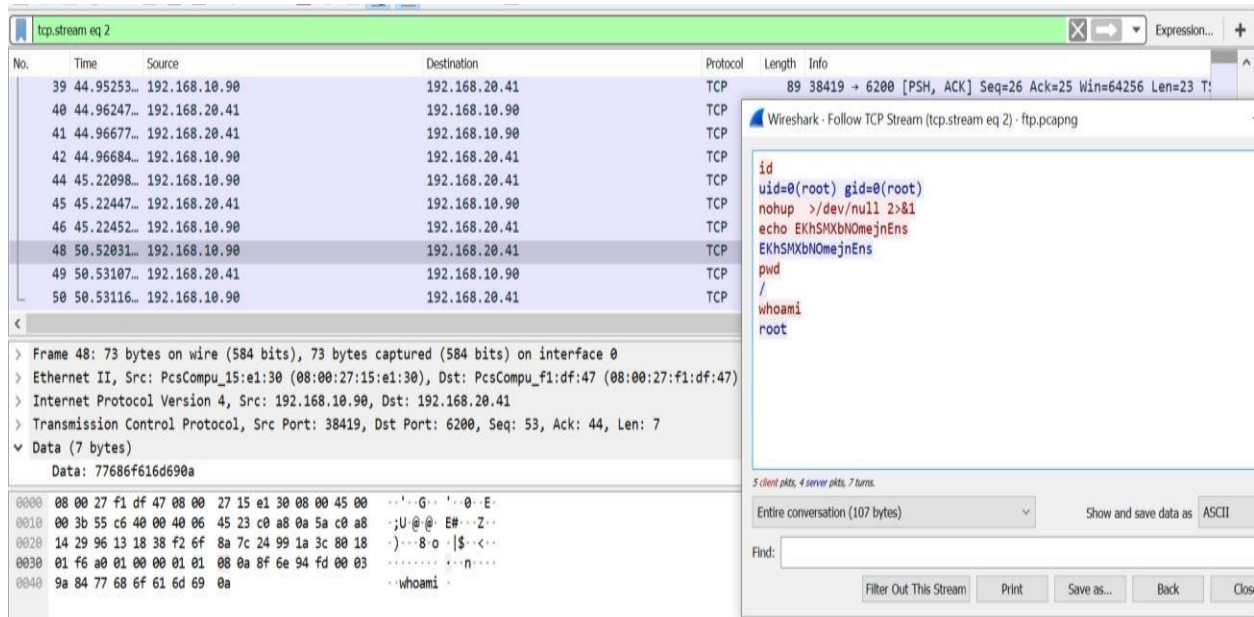 tcp.stream eq 2
Expression...
+
No. Time Source Destination Protocol Length Info
39 44.95253… 192.168.10.90 192.168.20.41 TCP 89 38419 → 6200 [PSH, ACK] Seq=26 Ack=25 Win=64256 Len=23
40 44.96247… 192.168.20.41 192.168.10.90 TCP
41 44.96677… 192.168.20.41 192.168.10.90 TCP
42 44.96684… 192.168.10.90 192.168.20.41 TCP
44 45.22098… 192.168.10.90 192.168.20.41 TCP
45 45.22447… 192.168.20.41 192.168.10.90 TCP
46 45.22452… 192.168.10.90 192.168.20.41 TCP
48 50.52031… 192.168.10.90 192.168.20.41 TCP
49 50.53107… 192.168.20.41 192.168.10.90 TCP
50 50.53116… 192.168.10.90 192.168.20.41 TCP
> Frame 48: 73 bytes on wire (584 bits), 73 bytes captured (584 bits) on interface 0
> Ethernet II, Src: PcsCompu_15:e1:30 (08:00:27:15:e1:30), Dst: PcsCompu_f1:df:47 (08:00:27:f1:df:47)
> Internet Protocol Version 4, Src: 192.168.10.90, Dst: 192.168.20.41
> Transmission Control Protocol, Src Port: 38419, Dst Port: 6200, Seq: 53, Ack: 44, Len: 7
Data (7 bytes)
Data: 77686f616d690a
0000 08 00 27 f1 df 47 08 00 27 15 e1 30 08 00 45 00 ··'··G·· '··0··E·
0010 00 3b 55 c6 40 00 40 06 45 23 c0 a8 0a 5a c0 a8 ·;U·@·@· E#···Z··
0020 14 29 96 13 18 38 f2 6f 8a 7c 24 99 1a 3c 80 18 ·)···8·o ·|$··<··
0030 01 f6 a0 01 00 00 01 01 08 0a 8f 6e 94 fd 00 03 ········ ···n····
0040 9a 84 77 68 6f 61 6d 69 0a ··whoami ·
Wireshark · Follow TCP Stream (tcp.stream eq 2) · ftp.pcapng
id
uid=0(root) gid=0(root)
nohup >/dev/null 2>&1
echo EKhSMXbNOmejnEns
EKhSMXbNOmejnEns
pwd
/
whoami
root
5 client pkts, 4 server pkts, 7 turns.
Entire conversation (107 bytes)
Show and save data as ASCII
Find:
Filter Out This Stream
Print
Save as...
Back